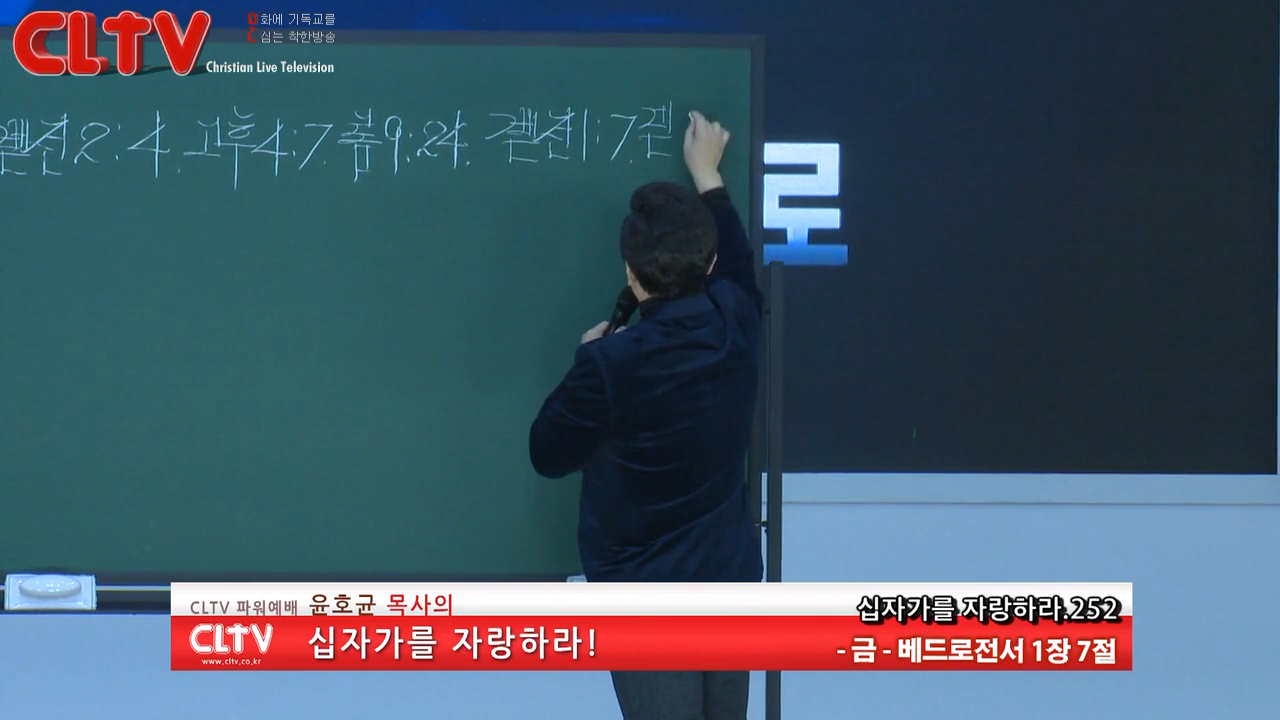 CLTV
문화에 기독교를
심는 착한방송
Christian Live Television
벧전2:4. 고후4:7 욥9:24. 벧전1:7.
로
CLTV 파워예배 윤호균 목사의
십자가를 자랑하라.252
CLTV
www.cltv.co.kr
십자가를 자랑하라!
- 금 - 베드로전서 1장 7절